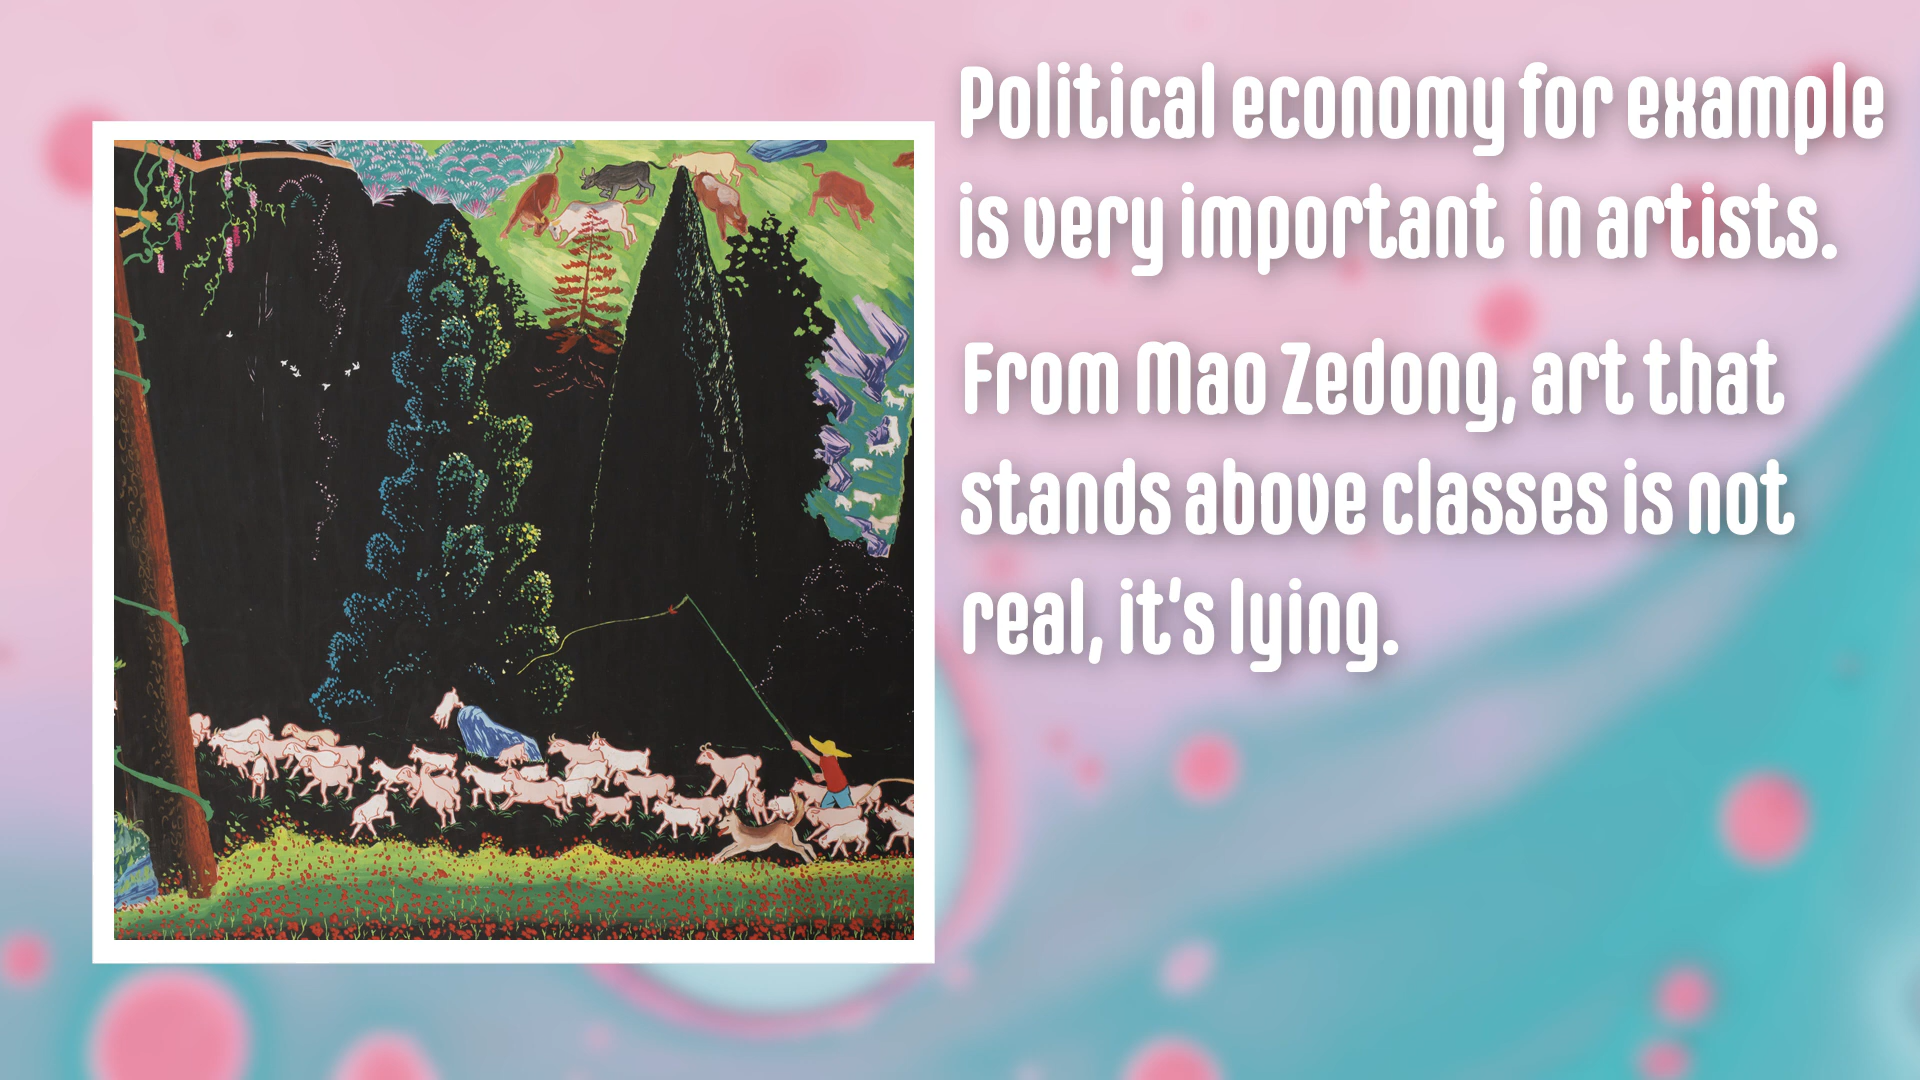 Political economy for example
is very important in artists.
From Mao Zedong, art that
stands above classes is not
real, it's lying.